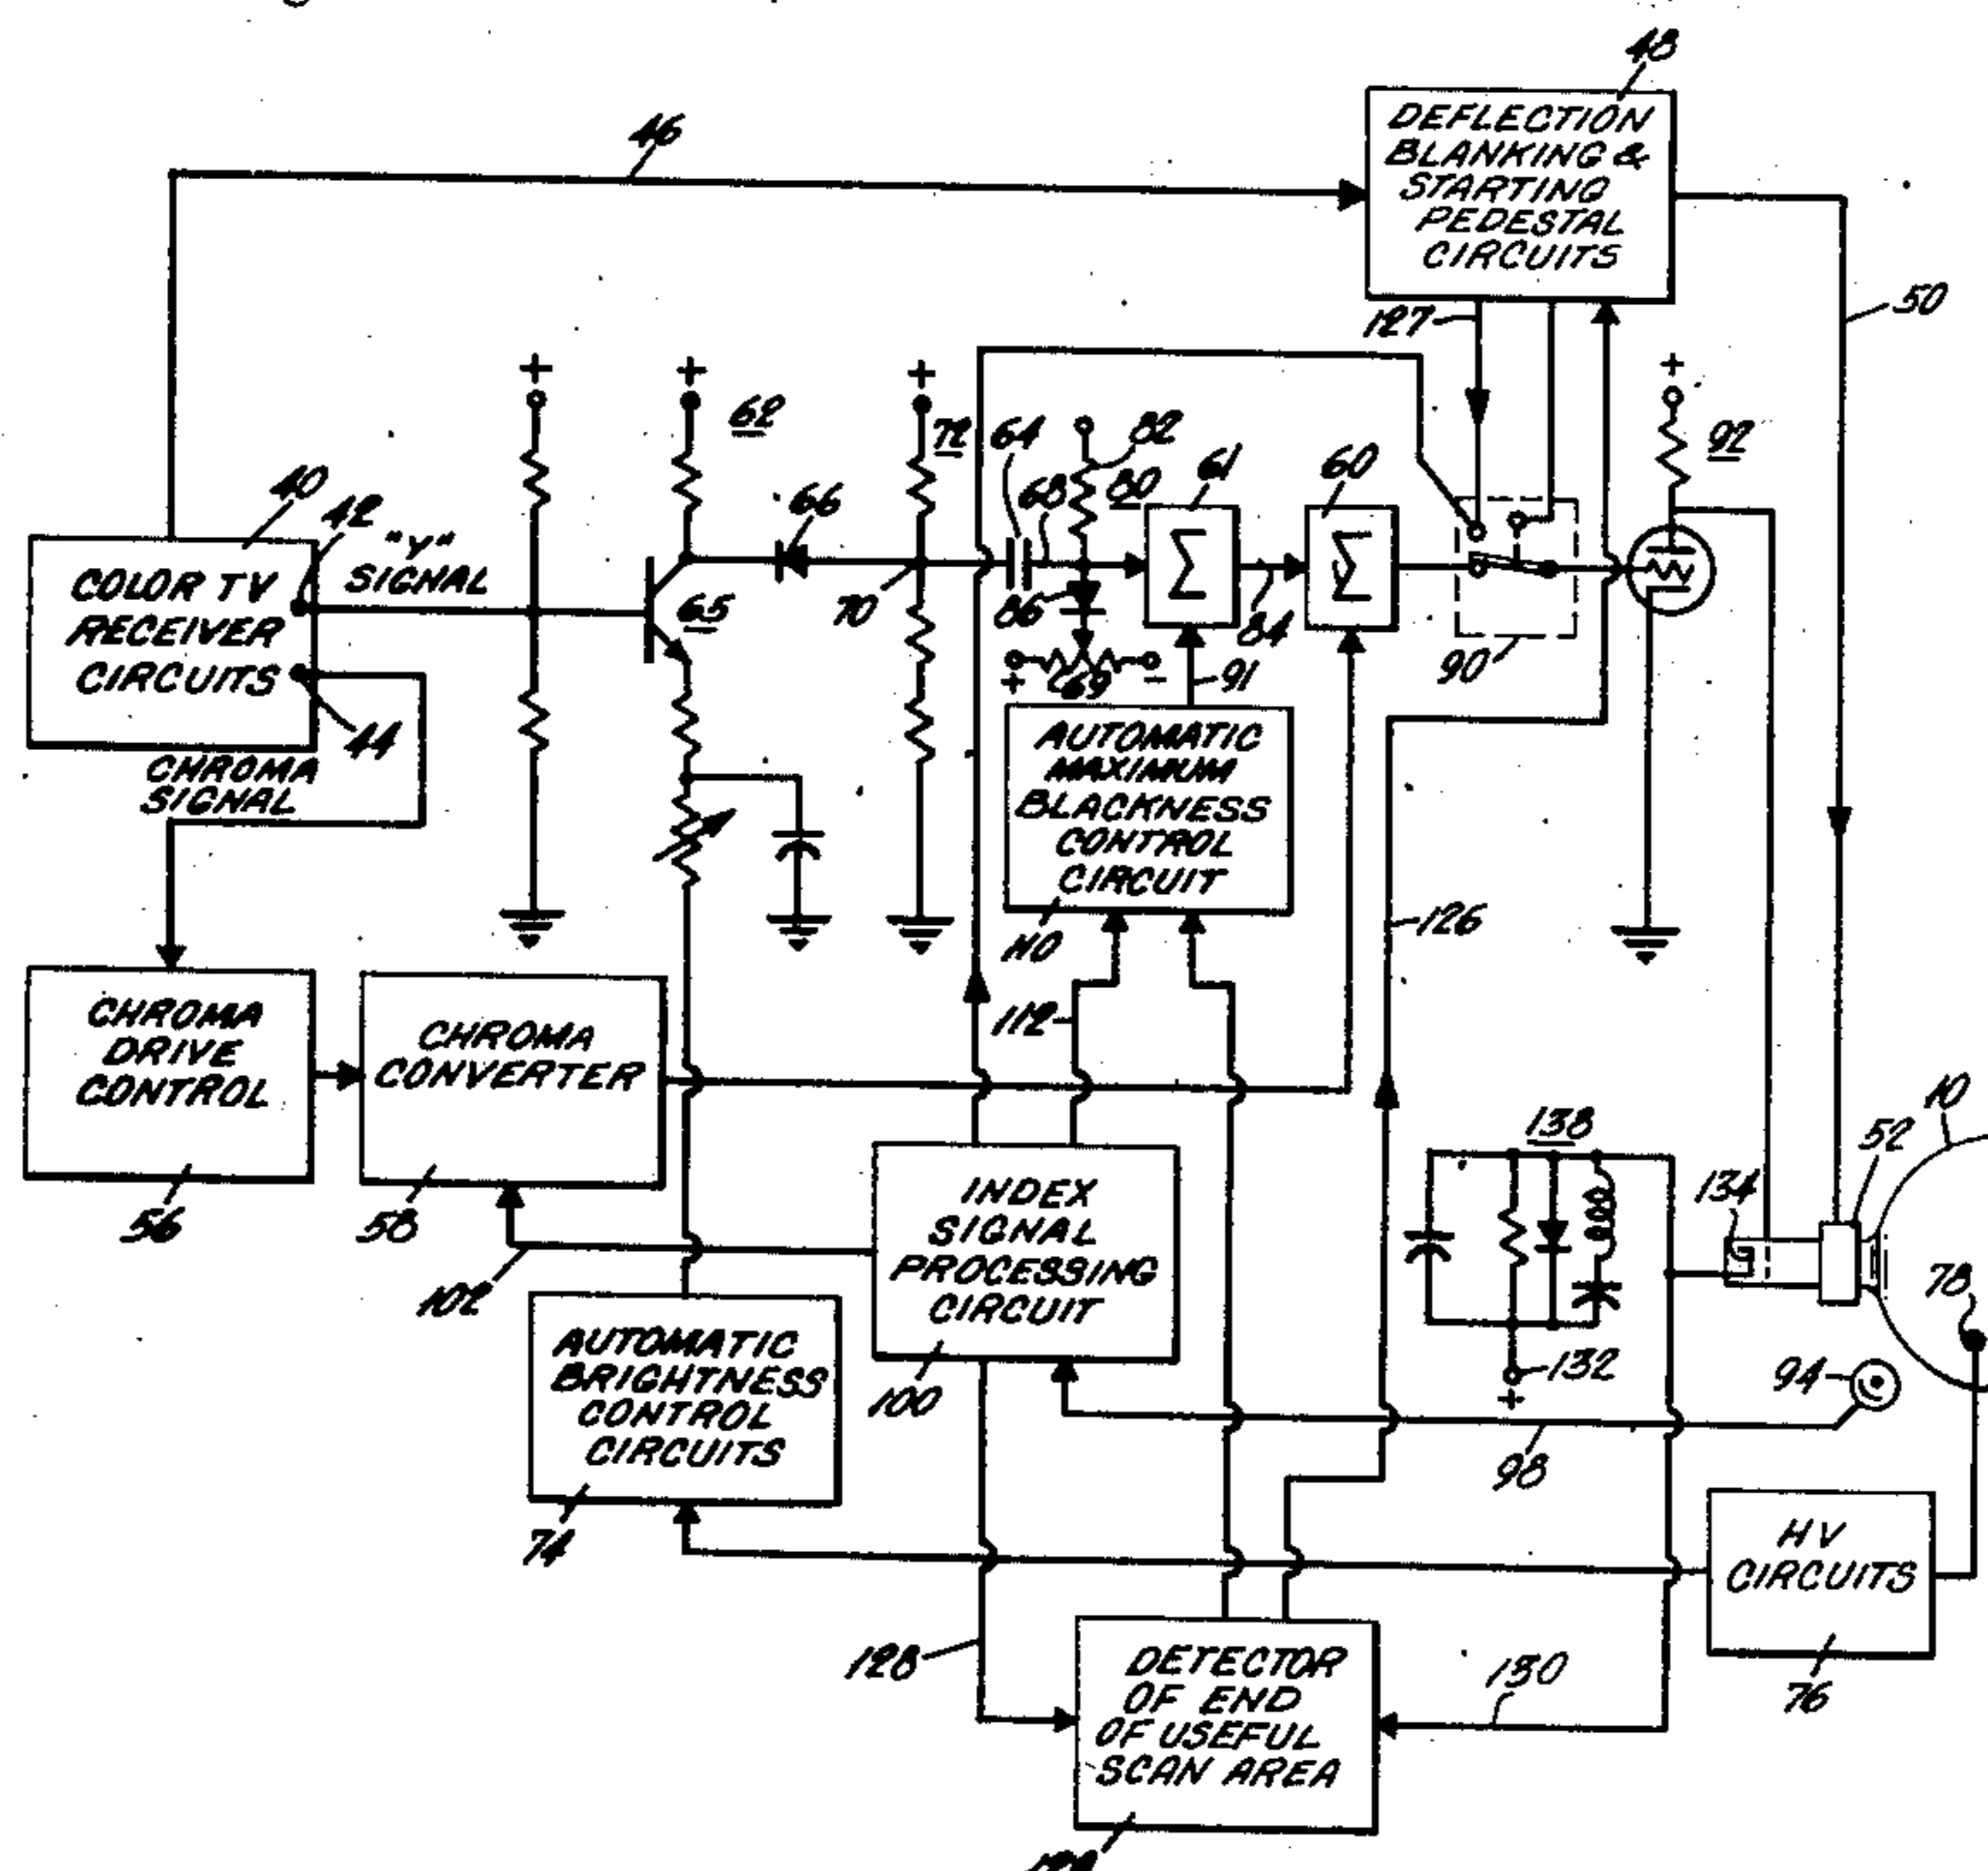 48
DEFLECTION
BLANKING &
STARTING
PEDESTAL
CIRCUITS
46
50
127
+
+
+
+
62
72
64
82
61
60
92
68
80
40
42
"Y"
SIGNAL
66
COLOR TV
RECEIVER
CIRCUITS
65
70
86
Σ
Σ
84
90
+
69
-
91
44
CHROMA
SIGNAL
AUTOMATIC
MAXIMUM
BLACKNESS
CONTROL
CIRCUIT
110
126
112
CHROMA
DRIVE
CONTROL
CHROMA
CONVERTER
56
58
102
INDEX
SIGNAL
PROCESSING
CIRCUIT
100
138
134
52
10
78
132
+
94
98
AUTOMATIC
BRIGHTNESS
CONTROL
CIRCUITS
74
HV
CIRCUITS
76
128
130
DETECTOR
OF END
OF USEFUL
SCAN AREA